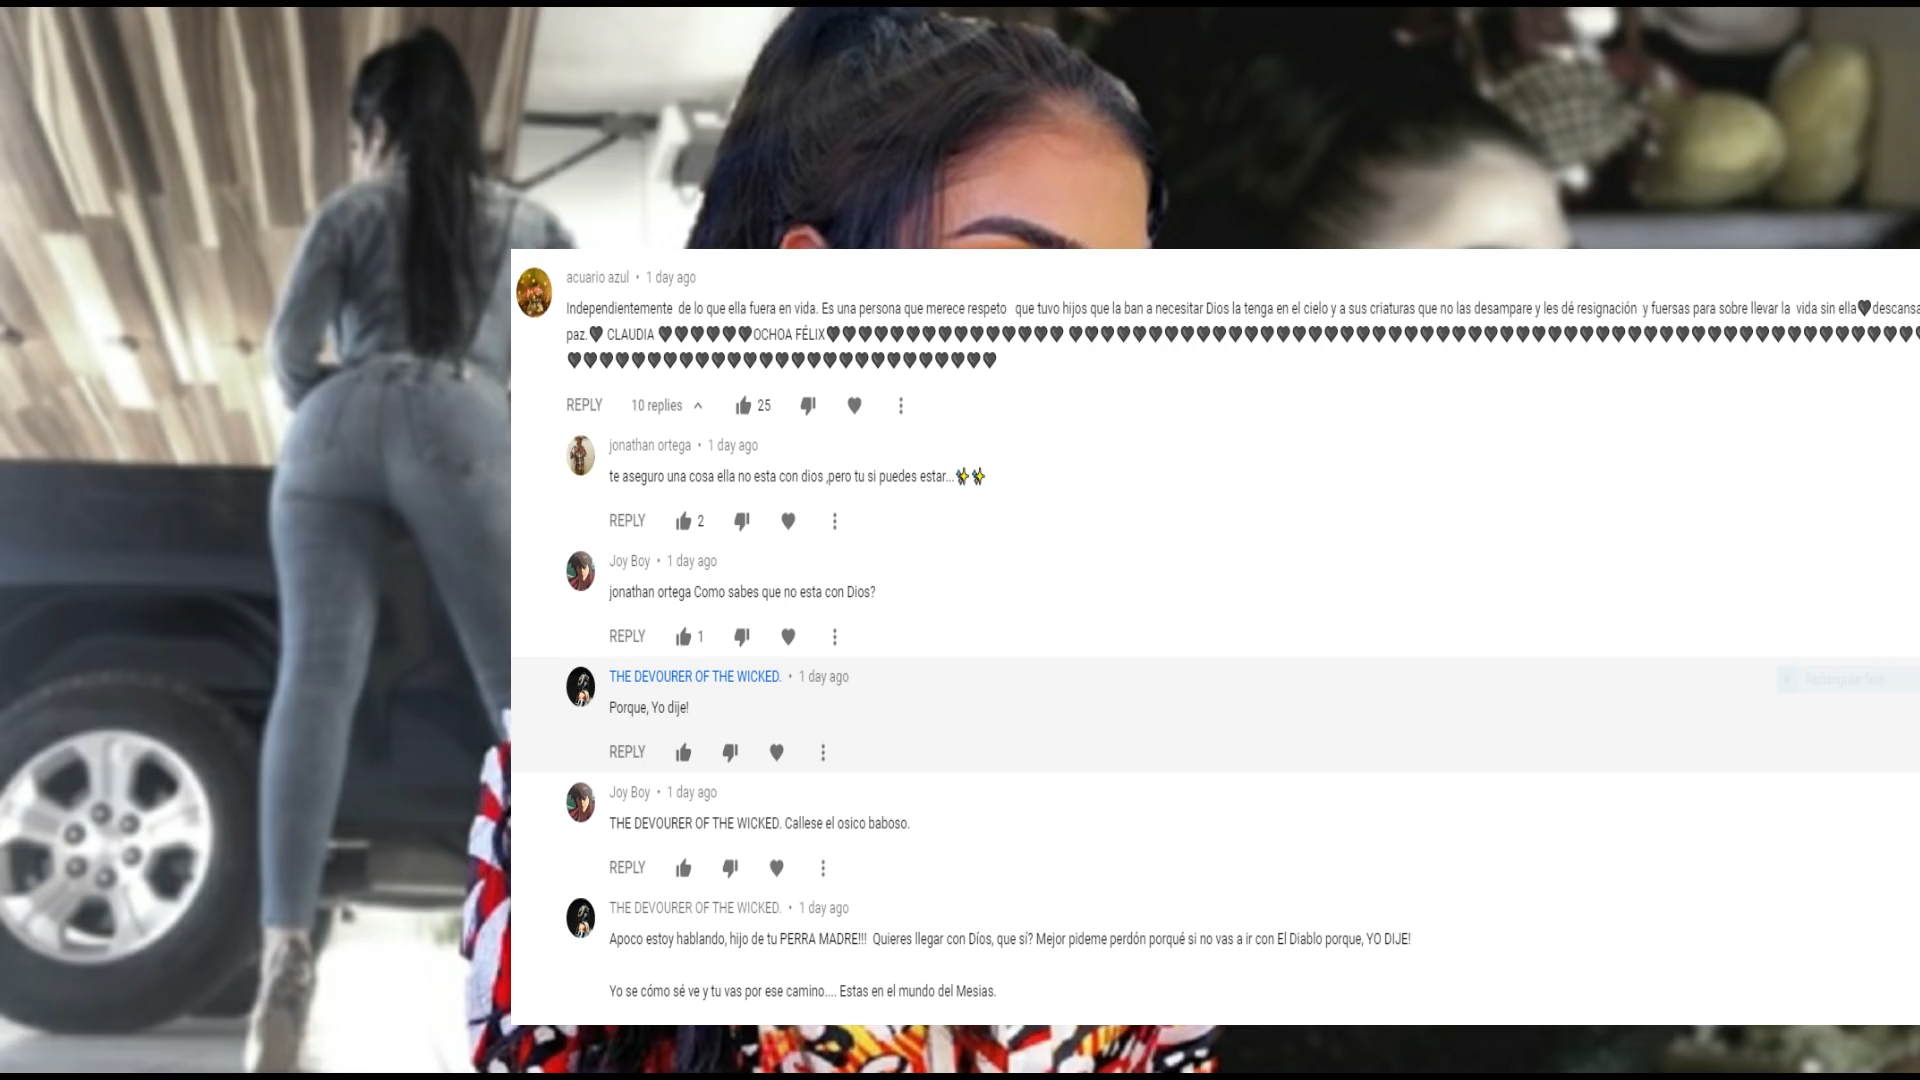 acuario azul • 1 day ago
Independientemente de lo que ella fuera en vida. Es una persona que merece respeto que tuvo hijos que la ban a necesitar Dios la tenga en el cielo y a sus criaturas que no las desampare y les dé resignación y fuersas para sobre llevar la vida sin ella🖤descansa
paz.🖤 CLAUDIA 🖤🖤🖤🖤🖤🖤OCHOA FÉLIX🖤🖤🖤🖤🖤🖤🖤🖤🖤🖤🖤🖤🖤🖤🖤
REPLY 10 replies 25
jonathan ortega • 1 day ago
te aseguro una cosa ella no esta con dios ,pero tu si puedes estar...✨✨
REPLY 2
Joy Boy • 1 day ago
jonathan ortega Como sabes que no esta con Dios?
REPLY 1
THE DEVOURER OF THE WICKED. • 1 day ago
Rectangular Snip
Porque, Yo dije!
REPLY
Joy Boy • 1 day ago
THE DEVOURER OF THE WICKED. Callese el osico baboso.
REPLY
THE DEVOURER OF THE WICKED. • 1 day ago
Apoco estoy hablando, hijo de tu PERRA MADRE!!! Quieres llegar con Díos, que sí? Mejor pideme perdón porqué si no vas a ir con El Diablo porque, YO DIJE!
Yo se cómo sé ve y tu vas por ese camino.... Estas en el mundo del Mesias.